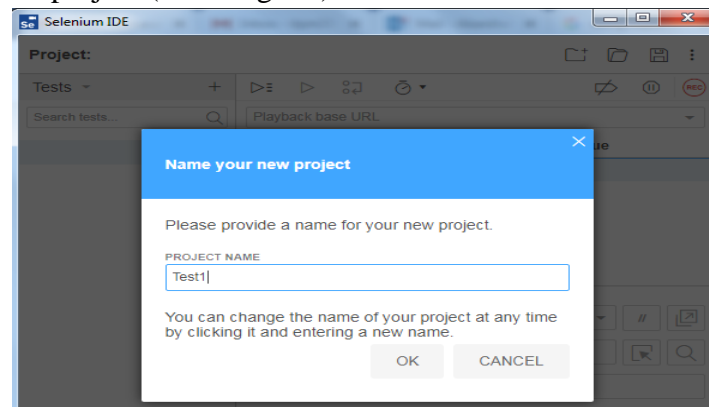 Selenium IDE
Project:
Tests
Search tests...
Playback base URL
ue
Name your new project
Please provide a name for your new project.
PROJECT NAME
Test1
You can change the name of your project at any time
by clicking it and entering a new name.
OK CANCEL
REC
//